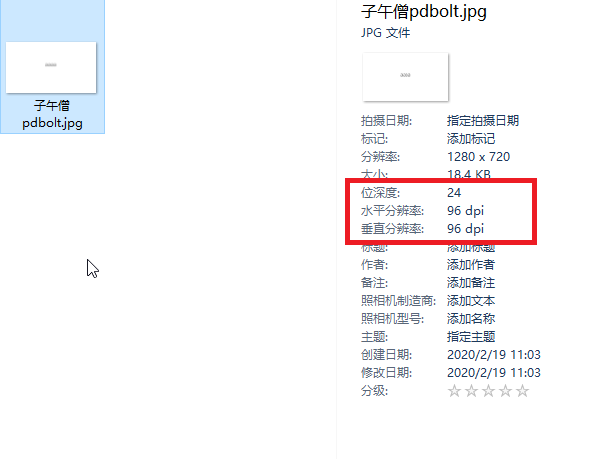 子午僧
pdbolt.jpg
子午僧pdbolt.jpg
JPG 文件
拍摄日期: 指定拍摄日期
标记: 添加标记
分辨率: 1280 x 720
大小: 18.4 KB
位深度: 24
水平分辨率: 96 dpi
垂直分辨率: 96 dpi
标题: 添加标题
作者: 添加作者
备注: 添加备注
照相机制造商: 添加文本
照相机型号: 添加名称
主题: 指定主题
创建日期: 2020/2/19 11:03
修改日期: 2020/2/19 11:03
分级: ☆☆☆☆☆